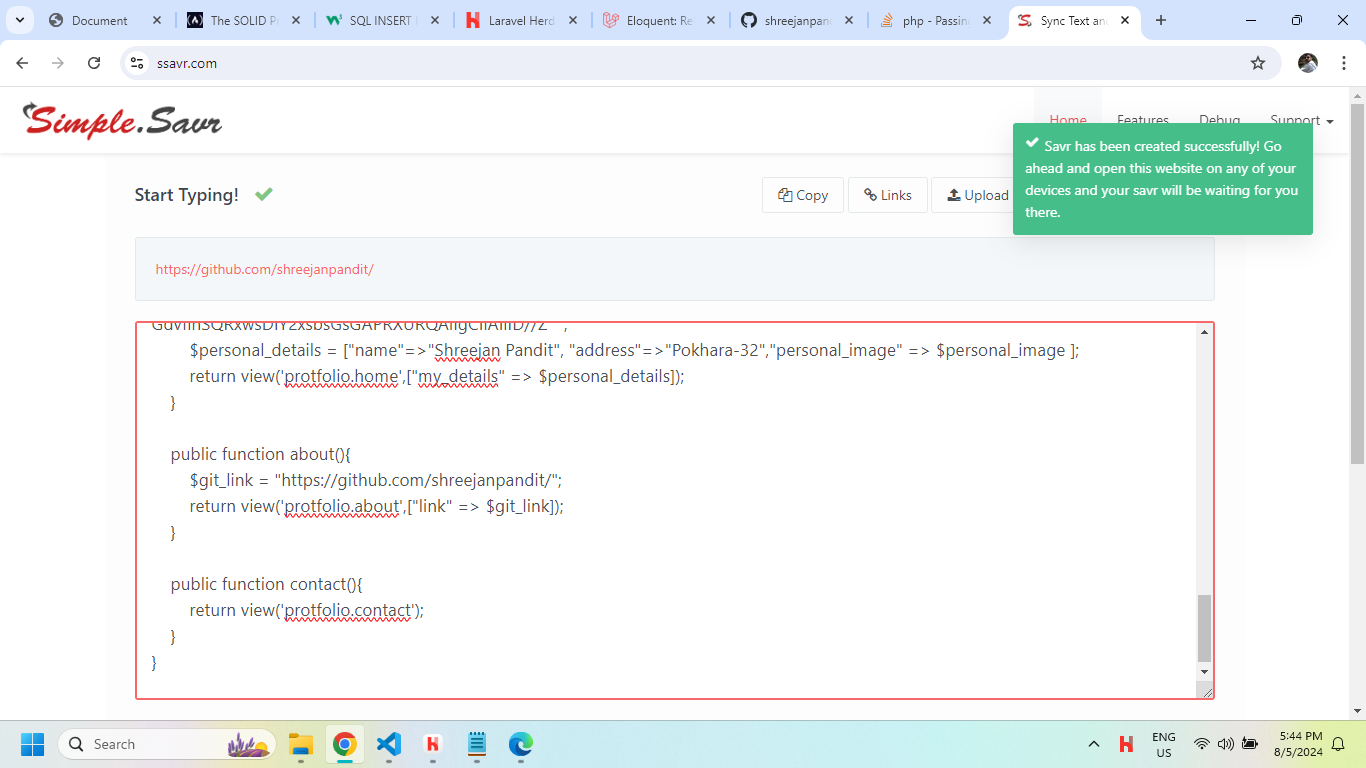 Document
The SOLID P
SQL INSERT I
Laravel Herd
Eloquent: Re
shreejanpan
php - Passin
Sync Text an
ssavr.com
Simple.Savr
Home
Features
Debug
Support
Savr has been created successfully! Go
ahead and open this website on any of your
devices and your savr will be waiting for you
there.
Start Typing!
Copy
Links
Upload
https://github.com/shreejanpandit/
$personal_details = ["name"=>"Shreejan Pandit", "address"=>"Pokhara-32","personal_image" => $personal_image ];
return view('protfolio.home',["my_details" => $personal_details]);
}
public function about(){
$git_link = "https://github.com/shreejanpandit/";
return view('protfolio.about',["link" => $git_link]);
}
public function contact(){
return view('protfolio.contact');
}
}
Search
ENG
US
5:44 PM
8/5/2024